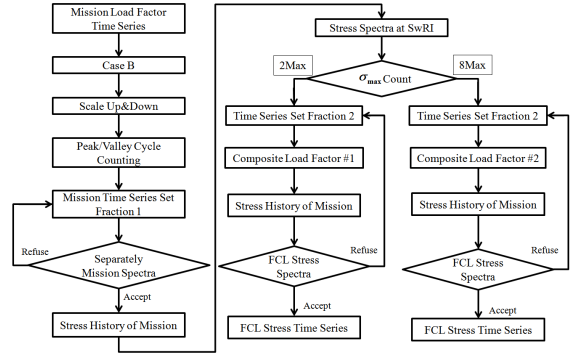 Mission Load Factor
Time Series
Case B
Scale Up&Down
Peak/Valley Cycle
Counting
Mission Time Series Set
Fraction 1
Refuse
Separately
Mission Spectra
Accept
Stress History of Mission
Stress Spectra at SwRI
2Max
σmax Count
8Max
Time Series Set Fraction 2
Composite Load Factor #1
Stress History of Mission
Refuse
FCL Stress
Spectra
Accept
FCL Stress Time Series
Time Series Set Fraction 2
Composite Load Factor #2
Stress History of Mission
Refuse
FCL Stress
Spectra
Accept
FCL Stress Time Series